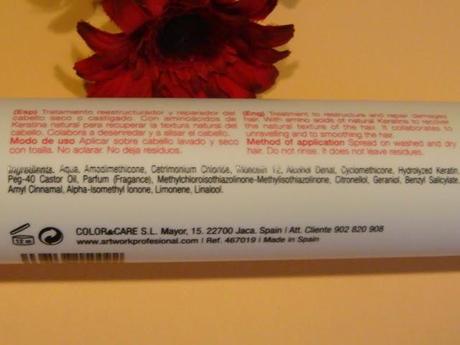 (Esp) Tratamiento reestructurador y reparador del
cabello seco o castigado. Con aminoácidos de
Keratina natural para recuperar la textura natural del
cabello. Colabora a desenredar y a alisar el cabello.
Modo de uso Aplicar sobre cabello lavado y seco
con toalla. No aclarar. No deja residuos.
(Eng) Treatment to restructure and repair damages
hair. With amino acids of natural Keratins to recover
the natural texture of the hair. It collaborates to
unravelling and to smoothing the hair.
Method of application Spread on washed and dry
hair. Do not rinse. It does not leave residues.
Ingredients. Aqua, Amodimethicone, Cetrimonium Chloride, 12, Alcohol Denat, Cyclomethicone, Hydrolyzed Keratin,
Peg-40 Castor Oil, Parfum (Fragance), Methylchloroisothiazolinone-Methylisothiazolinone, Citronellol, Geraniol, Benzyl Salicylate,
Amyl Cinnamal, Alpha-Isomethyl Ionone, Limonene, Linalool.
12 M
COLOR&CARE S.L. Mayor, 15. 22700 Jaca. Spain | Att. Cliente 902 820 908
www.artworkprofesional.com | Ref. 467019 | Made in Spain